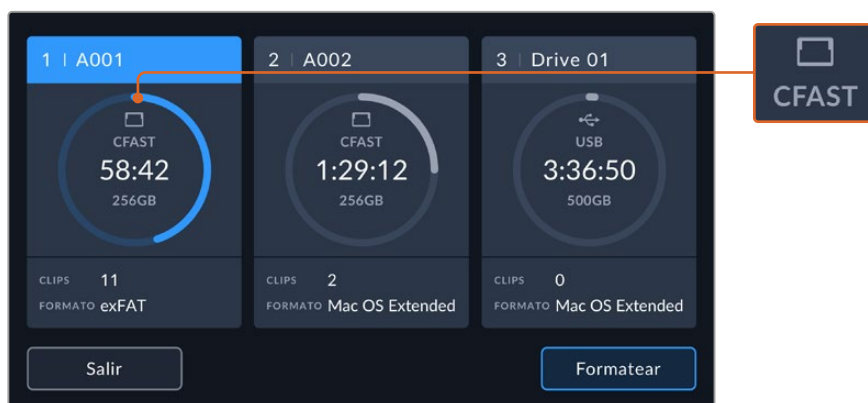 1 | A001
CFAST
58:42
256GB
CLIPS 11
FORMATO exFAT
2 | A002
CFAST
1:29:12
256GB
CLIPS 2
FORMATO Mac OS Extended
3 | Drive 01
USB
3:36:50
500GB
CLIPS 0
FORMATO Mac OS Extended
CFAST
Salir
Formatear